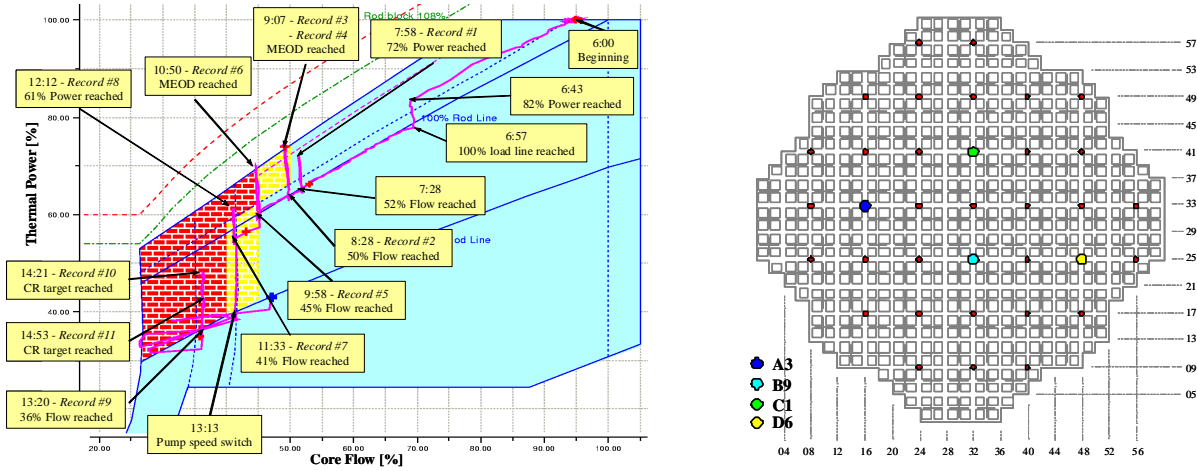 Rod block 108%
9:07 - Record #3
- Record #4
MEOD reached
7:58 - Record #1
72% Power reached
6:00
Beginning
12:12 - Record #8
61% Power reached
10:50 - Record #6
MEOD reached
6:43
82% Power reached
100% Rod Line
6:57
100% load line reached
7:28
52% Flow reached
8:28 - Record #2
50% Flow reached
od Line
14:21 - Record #10
CR target reached
9:58 - Record #5
45% Flow reached
14:53 - Record #11
CR target reached
11:33 - Record #7
41% Flow reached
13:20 - Record #9
36% Flow reached
13:13
Pump speed switch
Thermal Power [%]
100.00
80.00
60.00
40.00
20.00
50.00
60.00
70.00
80.00
90.00
100.00
Core Flow [%]
57
53
49
45
41
37
33
29
25
21
17
13
09
05
04 08 12 16 20 24 28 32 36 40 44 48 52 56
A3
B9
C1
D6